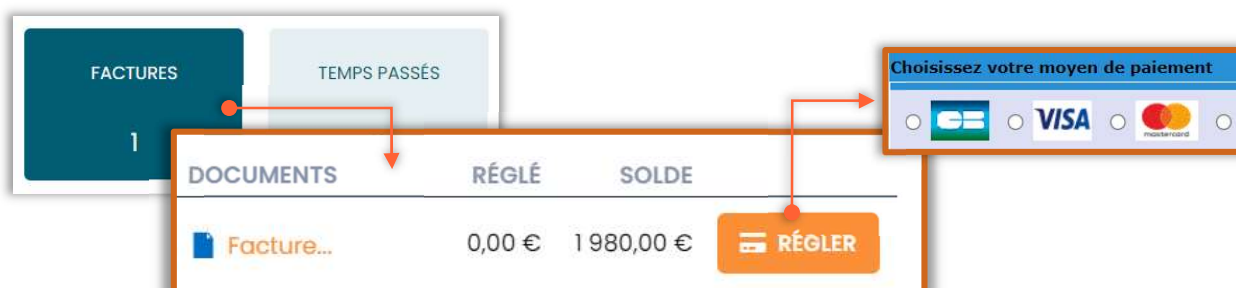 FACTURES
TEMPS PASSÉS
1
Choisissez votre moyen de paiement
CB VISA mastercard
DOCUMENTS RÉGLÉ SOLDE
Facture... 0,00 € 1 980,00 € RÉGLER